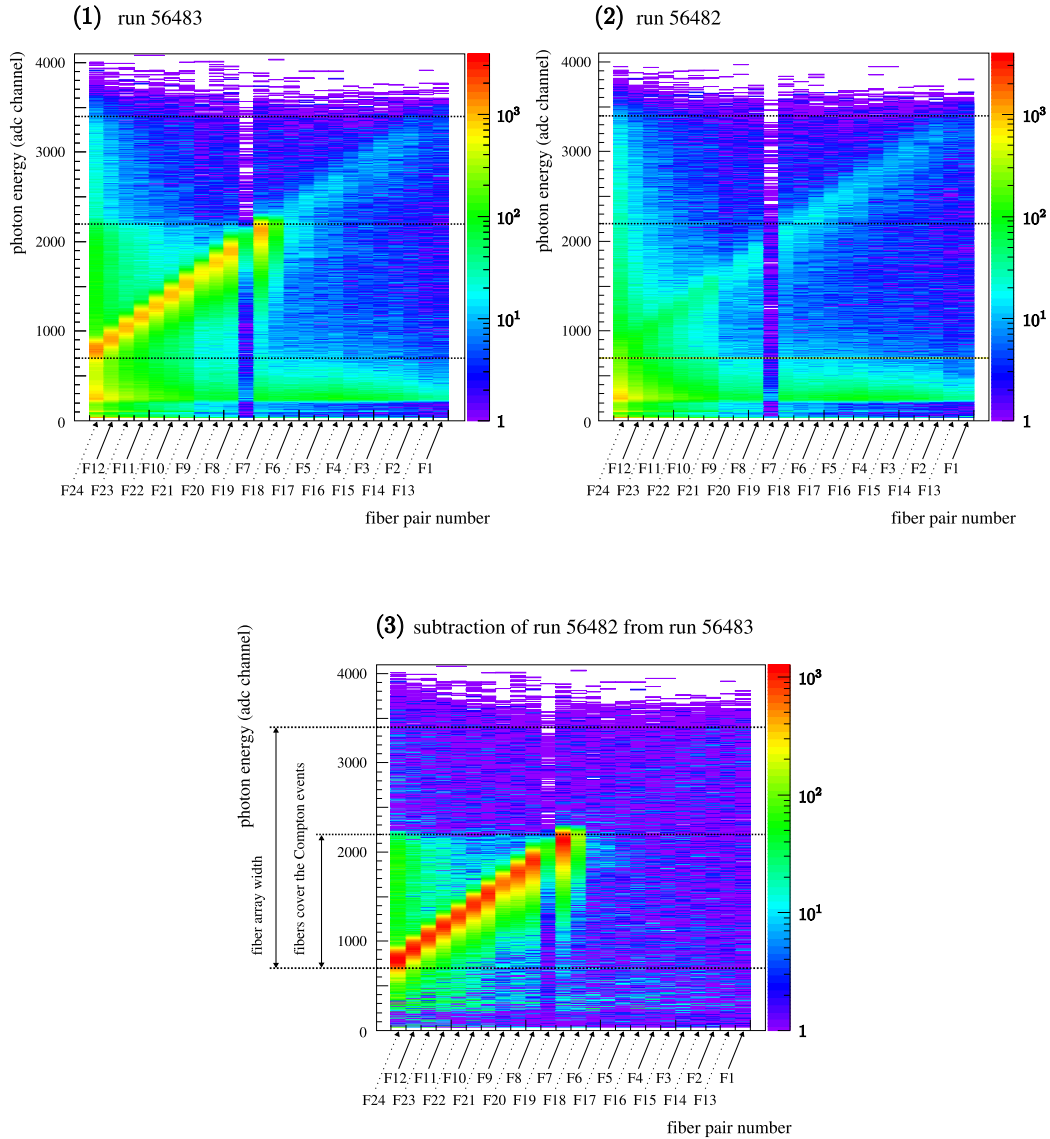 (1) run 56483
photon energy (adc channel)
4000
3000
2000
1000
0
10³
10²
10¹
1
F12 F11 F10 F9 F8 F7 F6 F5 F4 F3 F2 F1
F24 F23 F22 F21 F20 F19 F18 F17 F16 F15 F14 F13
fiber pair number
(2) run 56482
photon energy (adc channel)
4000
3000
2000
1000
0
10³
10²
10¹
1
F12 F11 F10 F9 F8 F7 F6 F5 F4 F3 F2 F1
F24 F23 F22 F21 F20 F19 F18 F17 F16 F15 F14 F13
fiber pair number
(3) subtraction of run 56482 from run 56483
photon energy (adc channel)
fiber array width
fibers cover the Compton events
4000
3000
2000
1000
0
10³
10²
10¹
1
F12 F11 F10 F9 F8 F7 F6 F5 F4 F3 F2 F1
F24 F23 F22 F21 F20 F19 F18 F17 F16 F15 F14 F13
fiber pair number